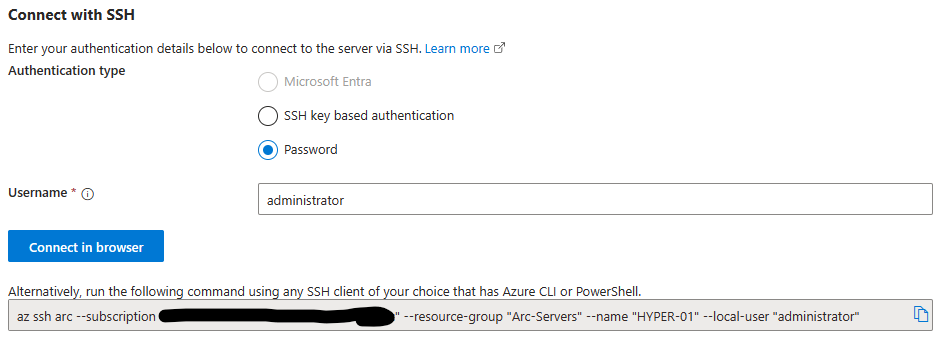 Connect with SSH
Enter your authentication details below to connect to the server via SSH. Learn more
Authentication type
Microsoft Entra
SSH key based authentication
Password
Username *
administrator
Connect in browser
Alternatively, run the following command using any SSH client of your choice that has Azure CLI or PowerShell.
az ssh arc --subscription " --resource-group "Arc-Servers" --name "HYPER-01" --local-user "administrator"